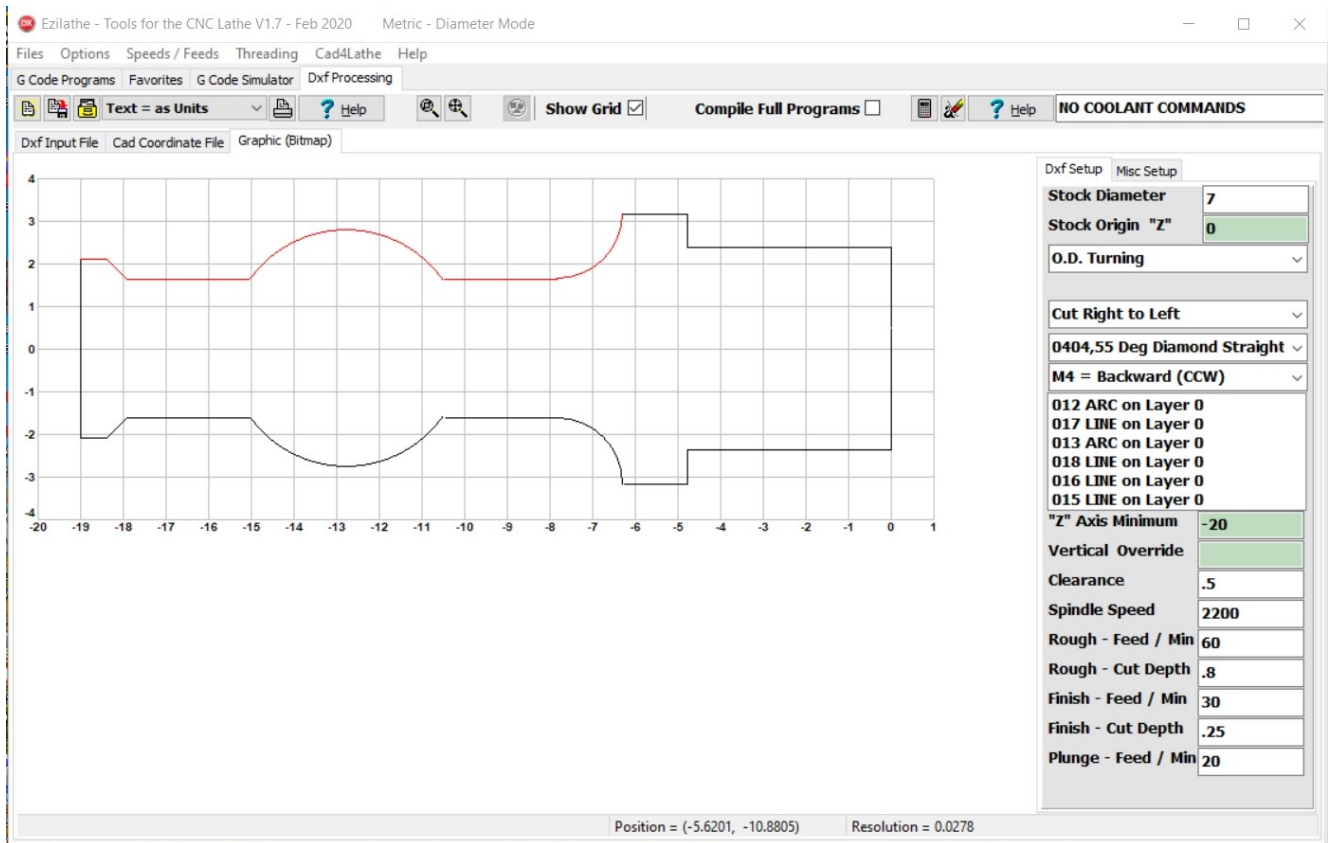 Ezilathe - Tools for the CNC Lathe V1.7 - Feb 2020 Metric - Diameter Mode
Files Options Speeds / Feeds Threading Cad4Lathe Help
G Code Programs Favorites G Code Simulator Dxf Processing
Text = as Units ? Help Show Grid Compile Full Programs ? Help NO COOLANT COMMANDS
Dxf Input File Cad Coordinate File Graphic (Bitmap)
4
3
2
1
0
-1
-2
-3
-4
-20 -19 -18 -17 -16 -15 -14 -13 -12 -11 -10 -9 -8 -7 -6 -5 -4 -3 -2 -1 0 1
Dxf Setup Misc Setup
Stock Diameter 7
Stock Origin "Z" 0
O.D. Turning
Cut Right to Left
0404,55 Deg Diamond Straight
M4 = Backward (CCW)
012 ARC on Layer 0
017 LINE on Layer 0
013 ARC on Layer 0
018 LINE on Layer 0
016 LINE on Layer 0
015 LINE on Layer 0
"Z" Axis Minimum -20
Vertical Override
Clearance .5
Spindle Speed 2200
Rough - Feed / Min 60
Rough - Cut Depth .8
Finish - Feed / Min 30
Finish - Cut Depth .25
Plunge - Feed / Min 20
Position = (-5.6201, -10.8805) Resolution = 0.0278